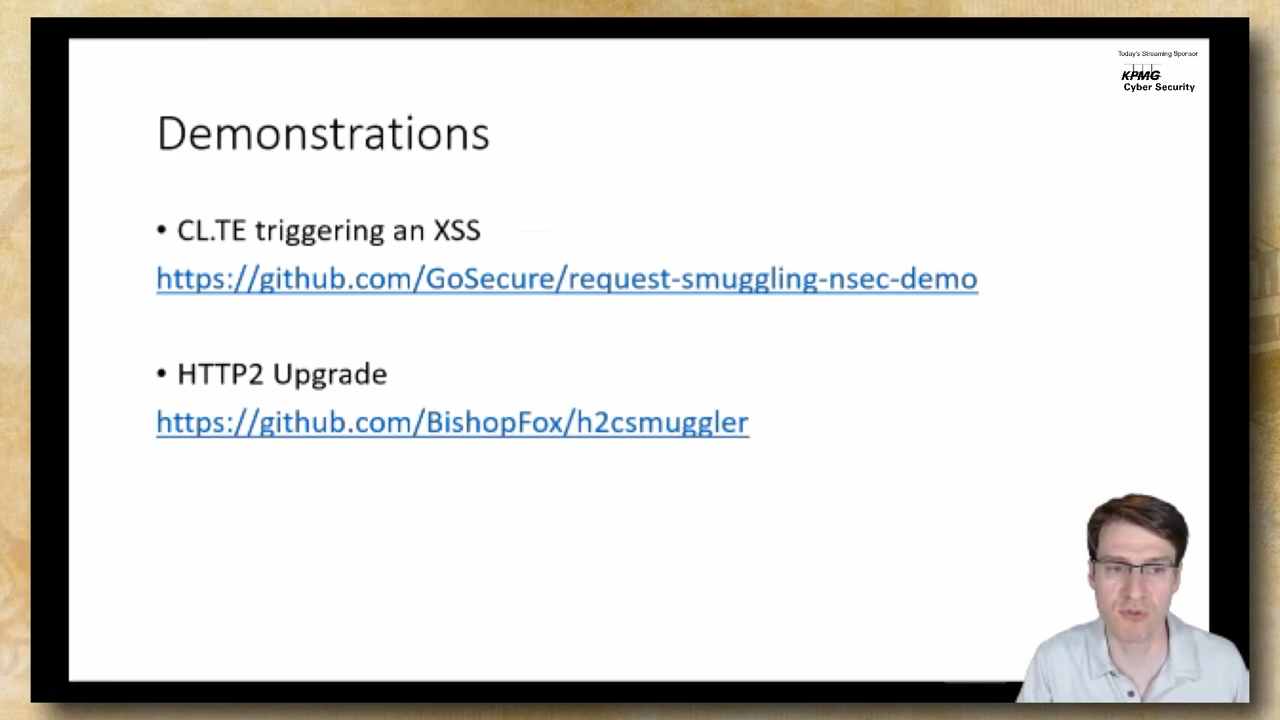 Today's Streaming Sponsor
KPMG
Cyber Security
Demonstrations
• CL.TE triggering an XSS
https://github.com/GoSecure/request-smuggling-nsec-demo
• HTTP2 Upgrade
https://github.com/BishopFox/h2csmuggler